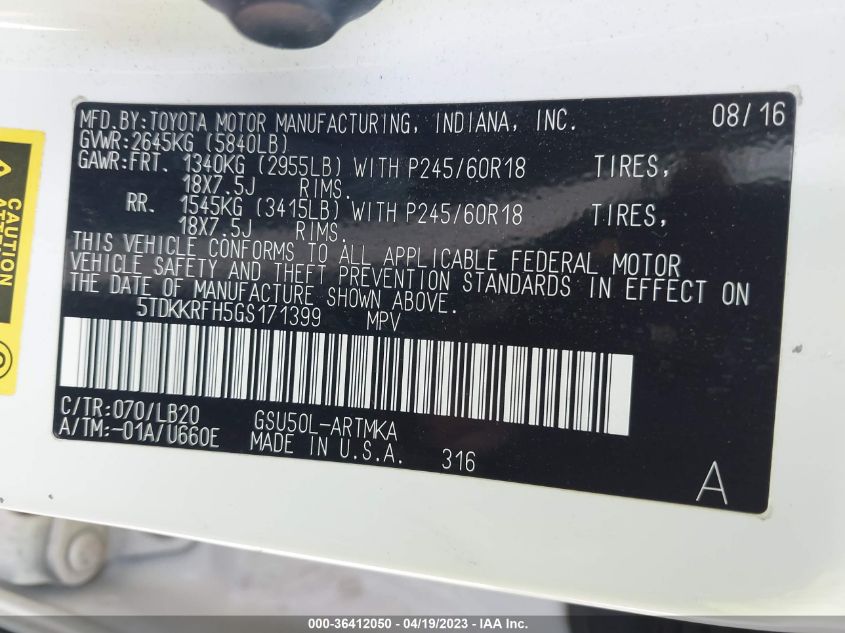 MFD.BY:TOYOTA MOTOR MANUFACTURING, INDIANA, INC. 08/16
GVWR:2645KG (5840LB)
GAWR:FRT. 1340KG (2955LB) WITH P245/60R18 TIRES,
18X7.5J RIMS.
RR. 1545KG (3415LB) WITH P245/60R18 TIRES,
18X7.5J RIMS.
THIS VEHICLE CONFORMS TO ALL APPLICABLE FEDERAL MOTOR
VEHICLE SAFETY AND THEFT PREVENTION STANDARDS IN EFFECT ON
THE DATE OF MANUFACTURE SHOWN ABOVE.
5TDKKRFH5GS171399 MPV
C/TR:070/LB20 GSU50L-ARTMKA
A/TM:-01A/U660E MADE IN U.S.A. 316
A
CAUTION
000-36412050 - 04/19/2023 - IAA Inc.